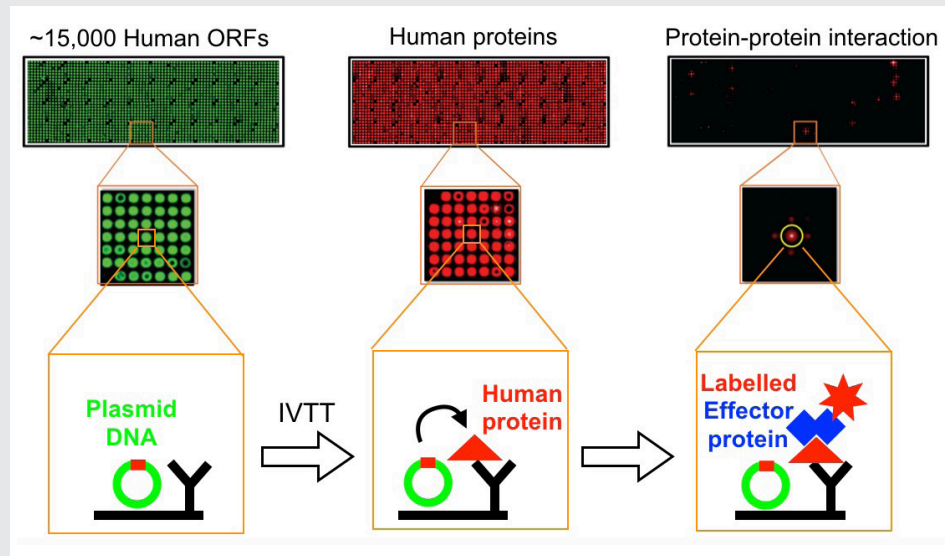 ~15,000 Human ORFs
Human proteins
Protein-protein interaction
Plasmid
DNA
IVTT
Human
protein
Labelled
Effector
protein